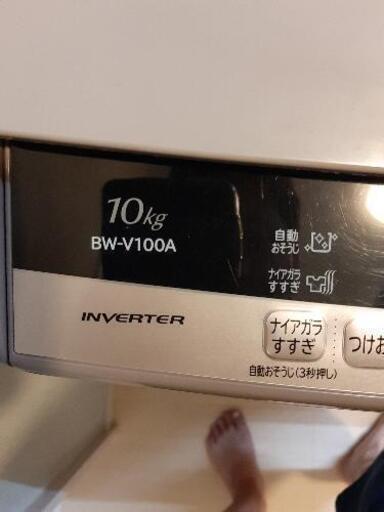 10kg
BW-V100A
自動
おそうじ
ナイアガラ
すすぎ
INVERTER
ナイアガラ
すすぎ
つけお
自動おそうじ(3秒押し)